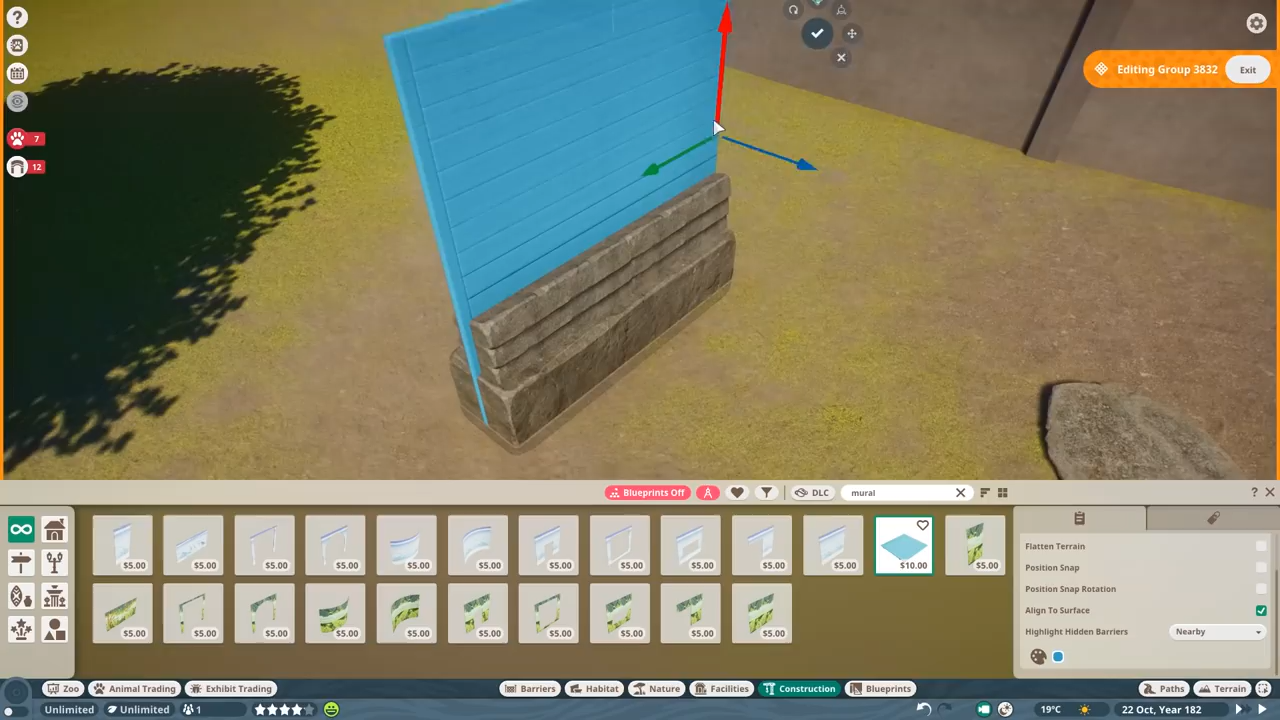 Editing Group 3832 Exit
7
12
Blueprints Off DLC mural
$5.00 $5.00 $5.00 $5.00 $5.00 $5.00 $5.00 $5.00 $5.00 $5.00 $5.00 $10.00 $5.00
$5.00 $5.00 $5.00 $5.00 $5.00 $5.00 $5.00 $5.00 $5.00 $5.00
?
?
Flatten Terrain
Position Snap
Position Snap Rotation
Align To Surface
Highlight Hidden Barriers Nearby
Zoo Animal Trading Exhibit Trading Barriers Habitat Nature Facilities Construction Blueprints Paths Terrain
Unlimited Unlimited 1 19°C 22 Oct, Year 182